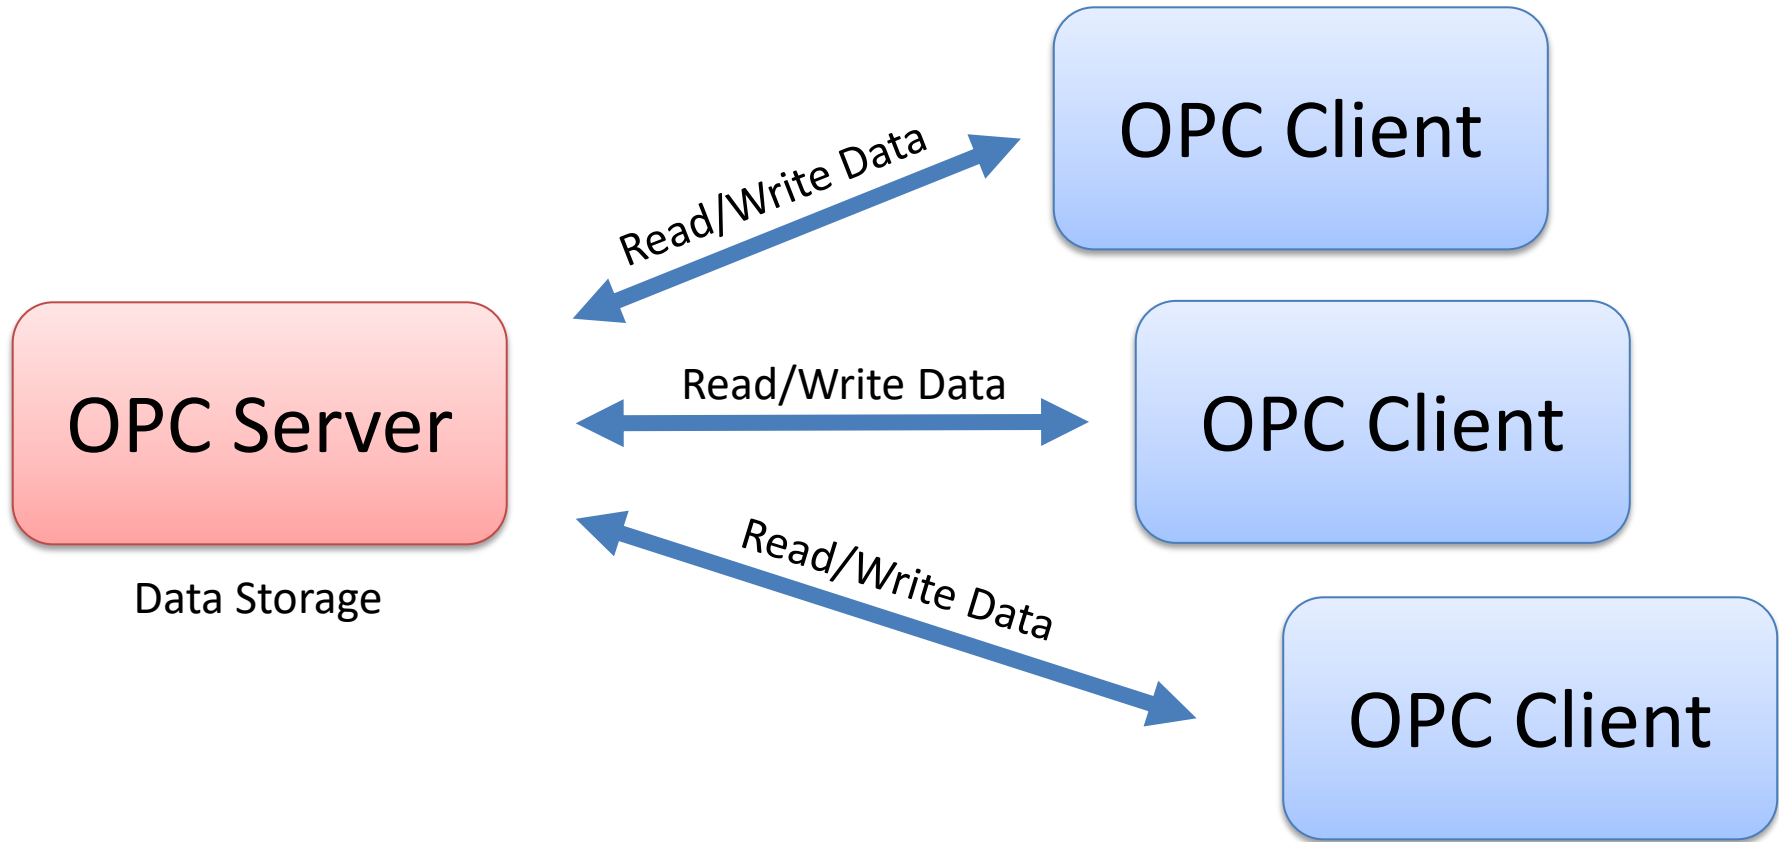 OPC Client
Read/Write Data
OPC Server
Read/Write Data
OPC Client
Data Storage
Read/Write Data
OPC Client